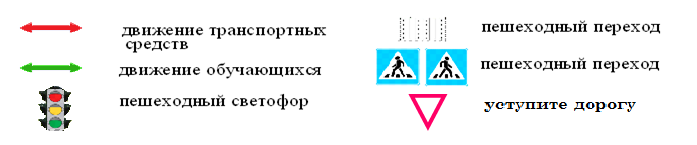 движение транспортных
средств
движение обучающихся
пешеходный светофор
пешеходный переход
пешеходный переход
уступите дорогу